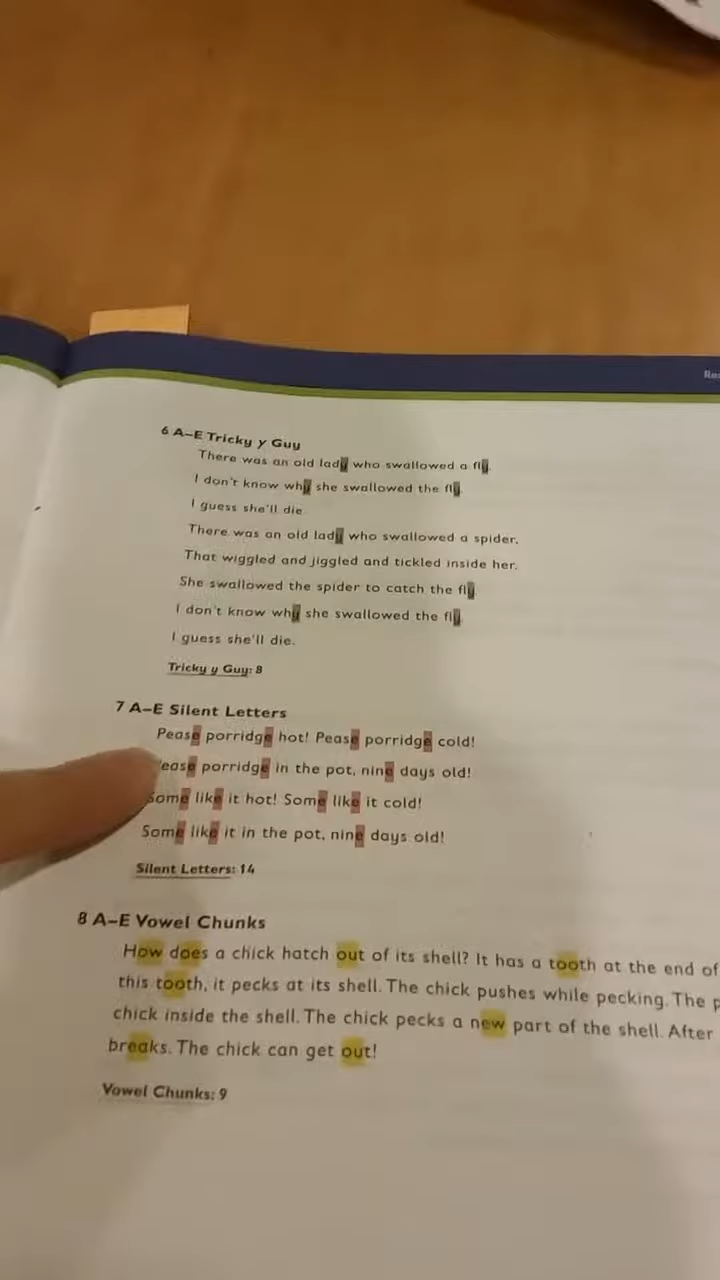 6 A–E Tricky y Guy
There was an old lady who swallowed a fly.
I don't know why she swallowed the fly.
I guess she'll die.
There was an old lady who swallowed a spider.
That wiggled and jiggled and tickled inside her.
She swallowed the spider to catch the fly.
I don't know why she swallowed the fly.
I guess she'll die.
Tricky y Guy: 8
7 A–E Silent Letters
Pease porridge hot! Pease porridge cold!
Pease porridge in the pot, nine days old!
Some like it hot! Some like it cold!
Some like it in the pot, nine days old!
Silent Letters: 14
8 A–E Vowel Chunks
How does a chick hatch out of its shell? It has a tooth at the end of
this tooth, it pecks at its shell. The chick pushes while pecking. The
chick inside the shell. The chick pecks a new part of the shell. After
breaks. The chick can get out!
Vowel Chunks: 9